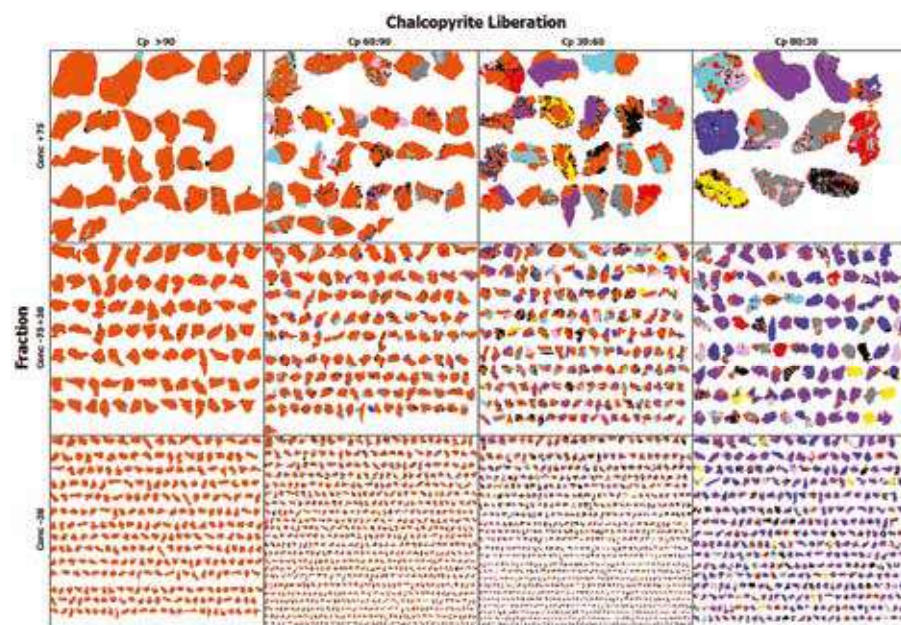 Chalcopyrite Liberation
Cp >90
Cp 60:90
Cp 30:60
Cp 00:30
Fraction
Conc +75
Conc -75 +38
Conc -38